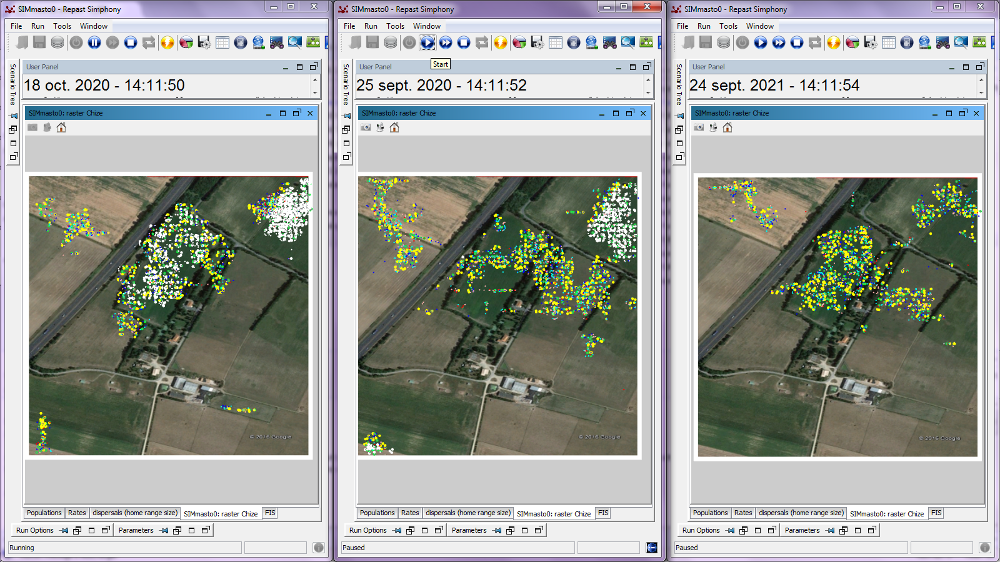 SIMmasto0 - Repast Simphony
File Run Tools Window
Scenario Tree
User Panel
18 oct. 2020 - 14:11:50
SIMmasto0: raster Chize
© 2016 Google
Populations Rates dispersals (home range size) SIMmasto0: raster Chize FIS
Run Options Parameters
Running
SIMmasto0 - Repast Simphony
File Run Tools Window
Start
Scenario Tree
User Panel
25 sept. 2020 - 14:11:52
SIMmasto0: raster Chize
© 2016 Google
Populations Rates dispersals (home range size) SIMmasto0: raster Chize FIS
Run Options Parameters
Paused
SIMmasto0 - Repast Simphony
File Run Tools Window
Scenario Tree
User Panel
24 sept. 2021 - 14:11:54
SIMmasto0: raster Chize
© 2016 Google
Populations Rates dispersals (home range size) SIMmasto0: raster Chize FIS
Run Options Parameters
Paused